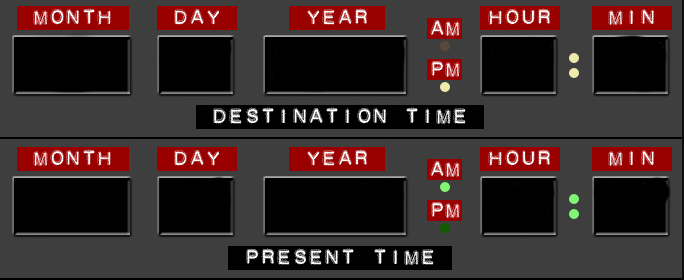 MONTH DAY YEAR AM HOUR MIN
PM
DESTINATION TIME
MONTH DAY YEAR AM HOUR MIN
PM
PRESENT TIME